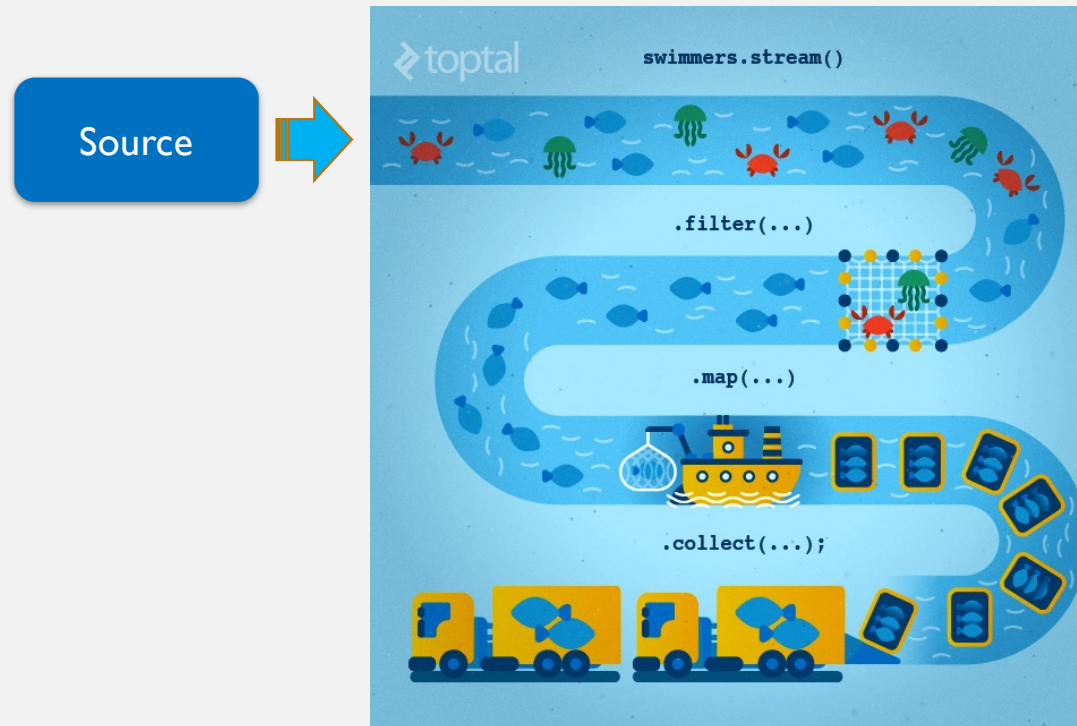 toptal
swimmers.stream()
Source
.filter(...)
.map(...)
.collect(...);